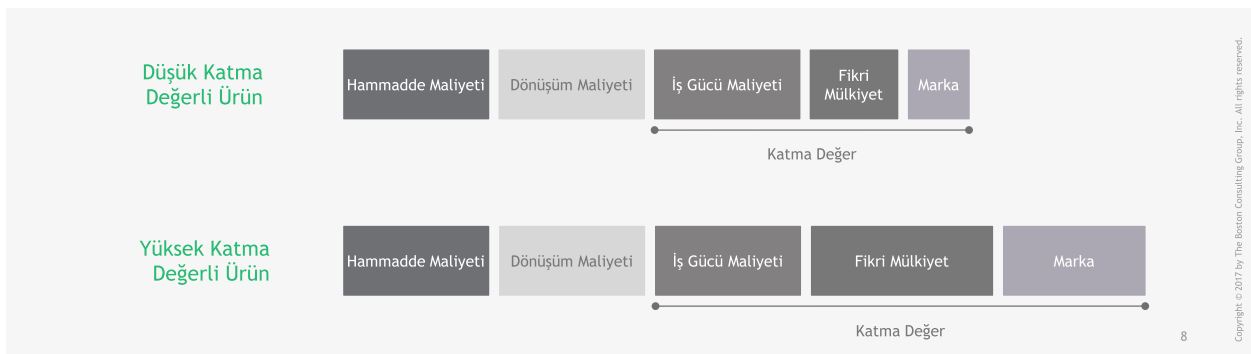 Düşük Katma
Değerli Ürün
Hammadde Maliyeti
Dönüşüm Maliyeti
İş Gücü Maliyeti
Fikri
Mülkiyet
Marka
Katma Değer
Yüksek Katma
Değerli Ürün
Hammadde Maliyeti
Dönüşüm Maliyeti
İş Gücü Maliyeti
Fikri Mülkiyet
Marka
Katma Değer
8
Copyright © 2017 by The Boston Consulting Group, Inc. All rights reserved.